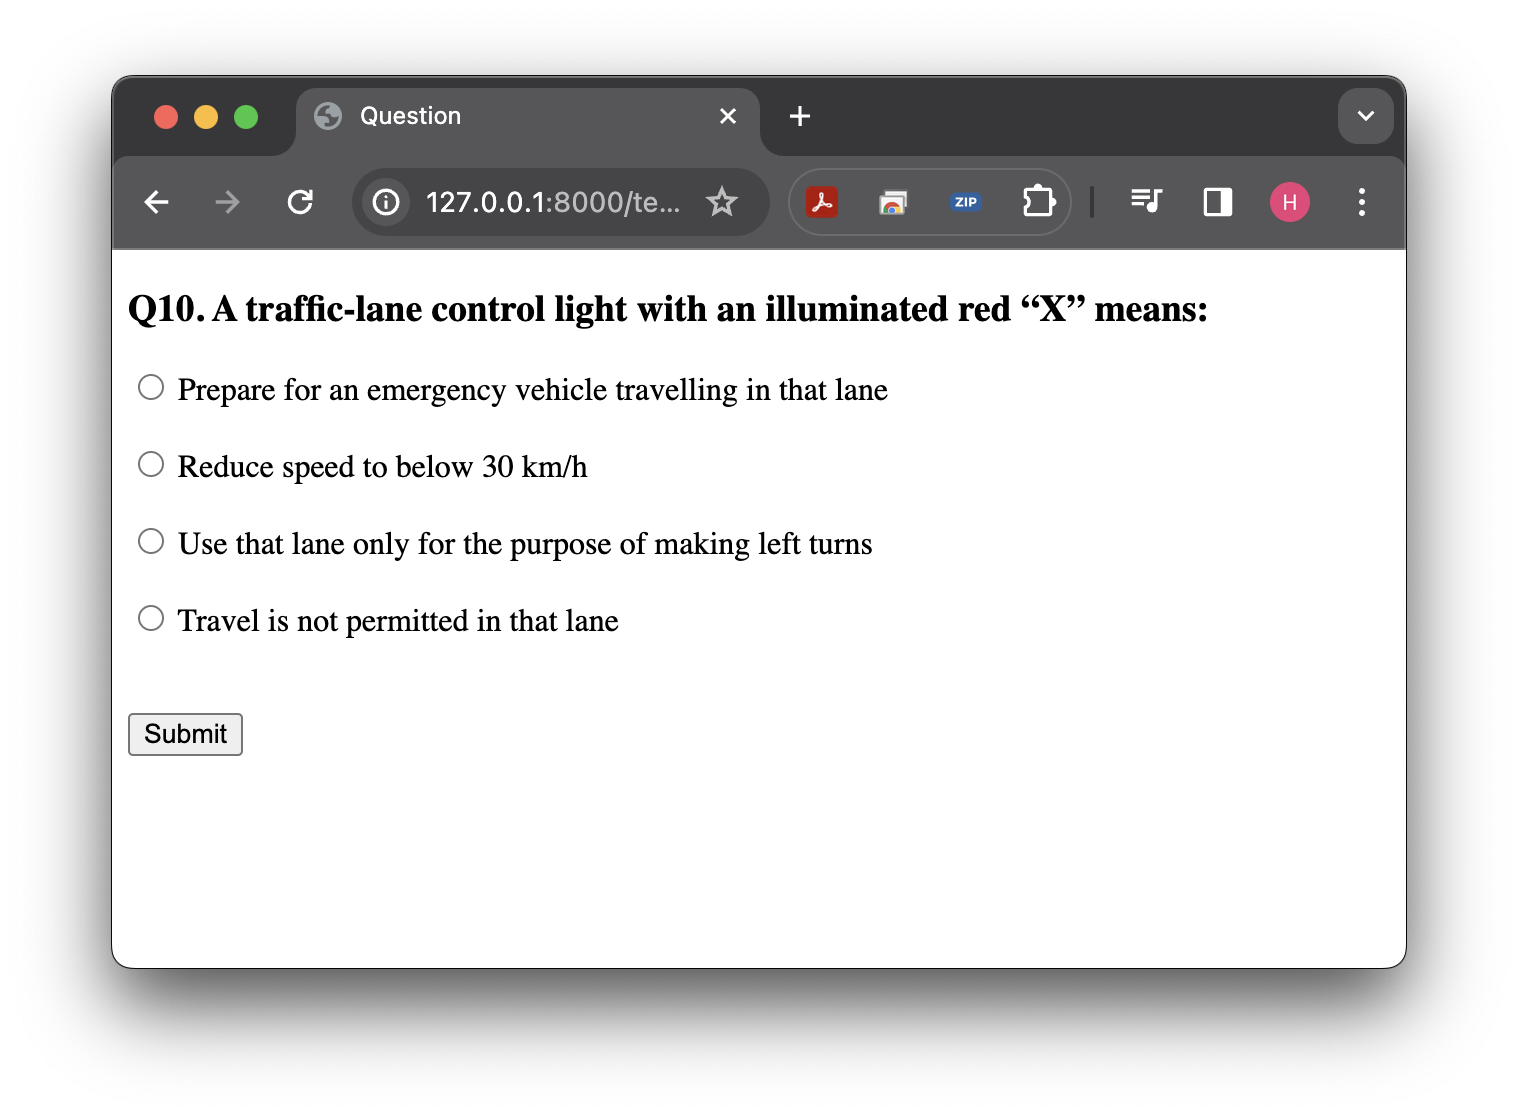 Question
127.0.0.1:8000/te...
ZIP
H
Q10. A traffic-lane control light with an illuminated red “X” means:
Prepare for an emergency vehicle travelling in that lane
Reduce speed to below 30 km/h
Use that lane only for the purpose of making left turns
Travel is not permitted in that lane
Submit